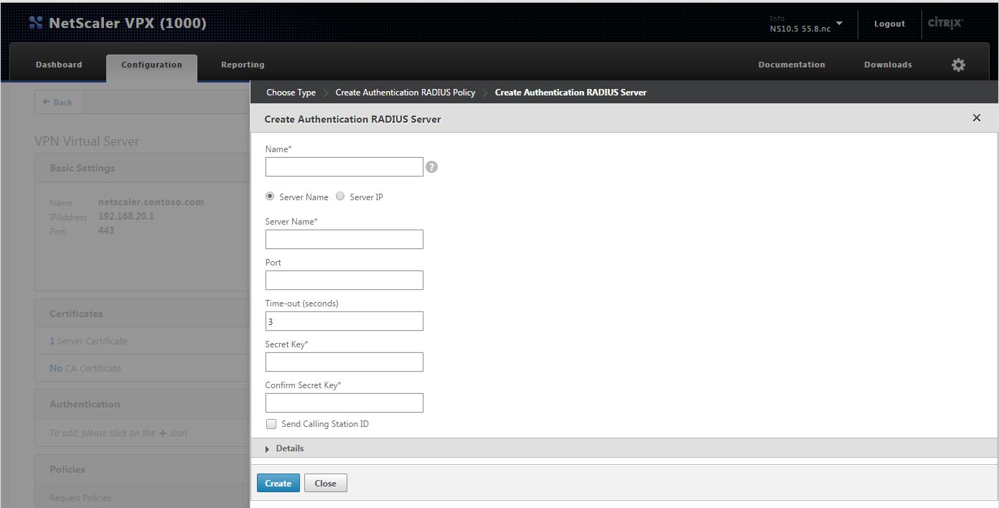 NetScaler VPX (1000)
Info
NS10.5 55.8.nc
Logout
CITRIX
Dashboard
Configuration
Reporting
Documentation
Downloads
Back
Choose Type
Create Authentication RADIUS Policy
Create Authentication RADIUS Server
Create Authentication RADIUS Server
VPN Virtual Server
Basic Settings
Name netscaler.contoso.com
IPAddress 192.168.20.1
Port 443
Certificates
1 Server Certificate
No CA Certificate
Authentication
To add, please click on the + icon
Policies
Request Policies
Name*
?
Server Name
Server IP
Server Name*
Port
Time-out (seconds)
3
Secret Key*
Confirm Secret Key*
Send Calling Station ID
Details
Create
Close